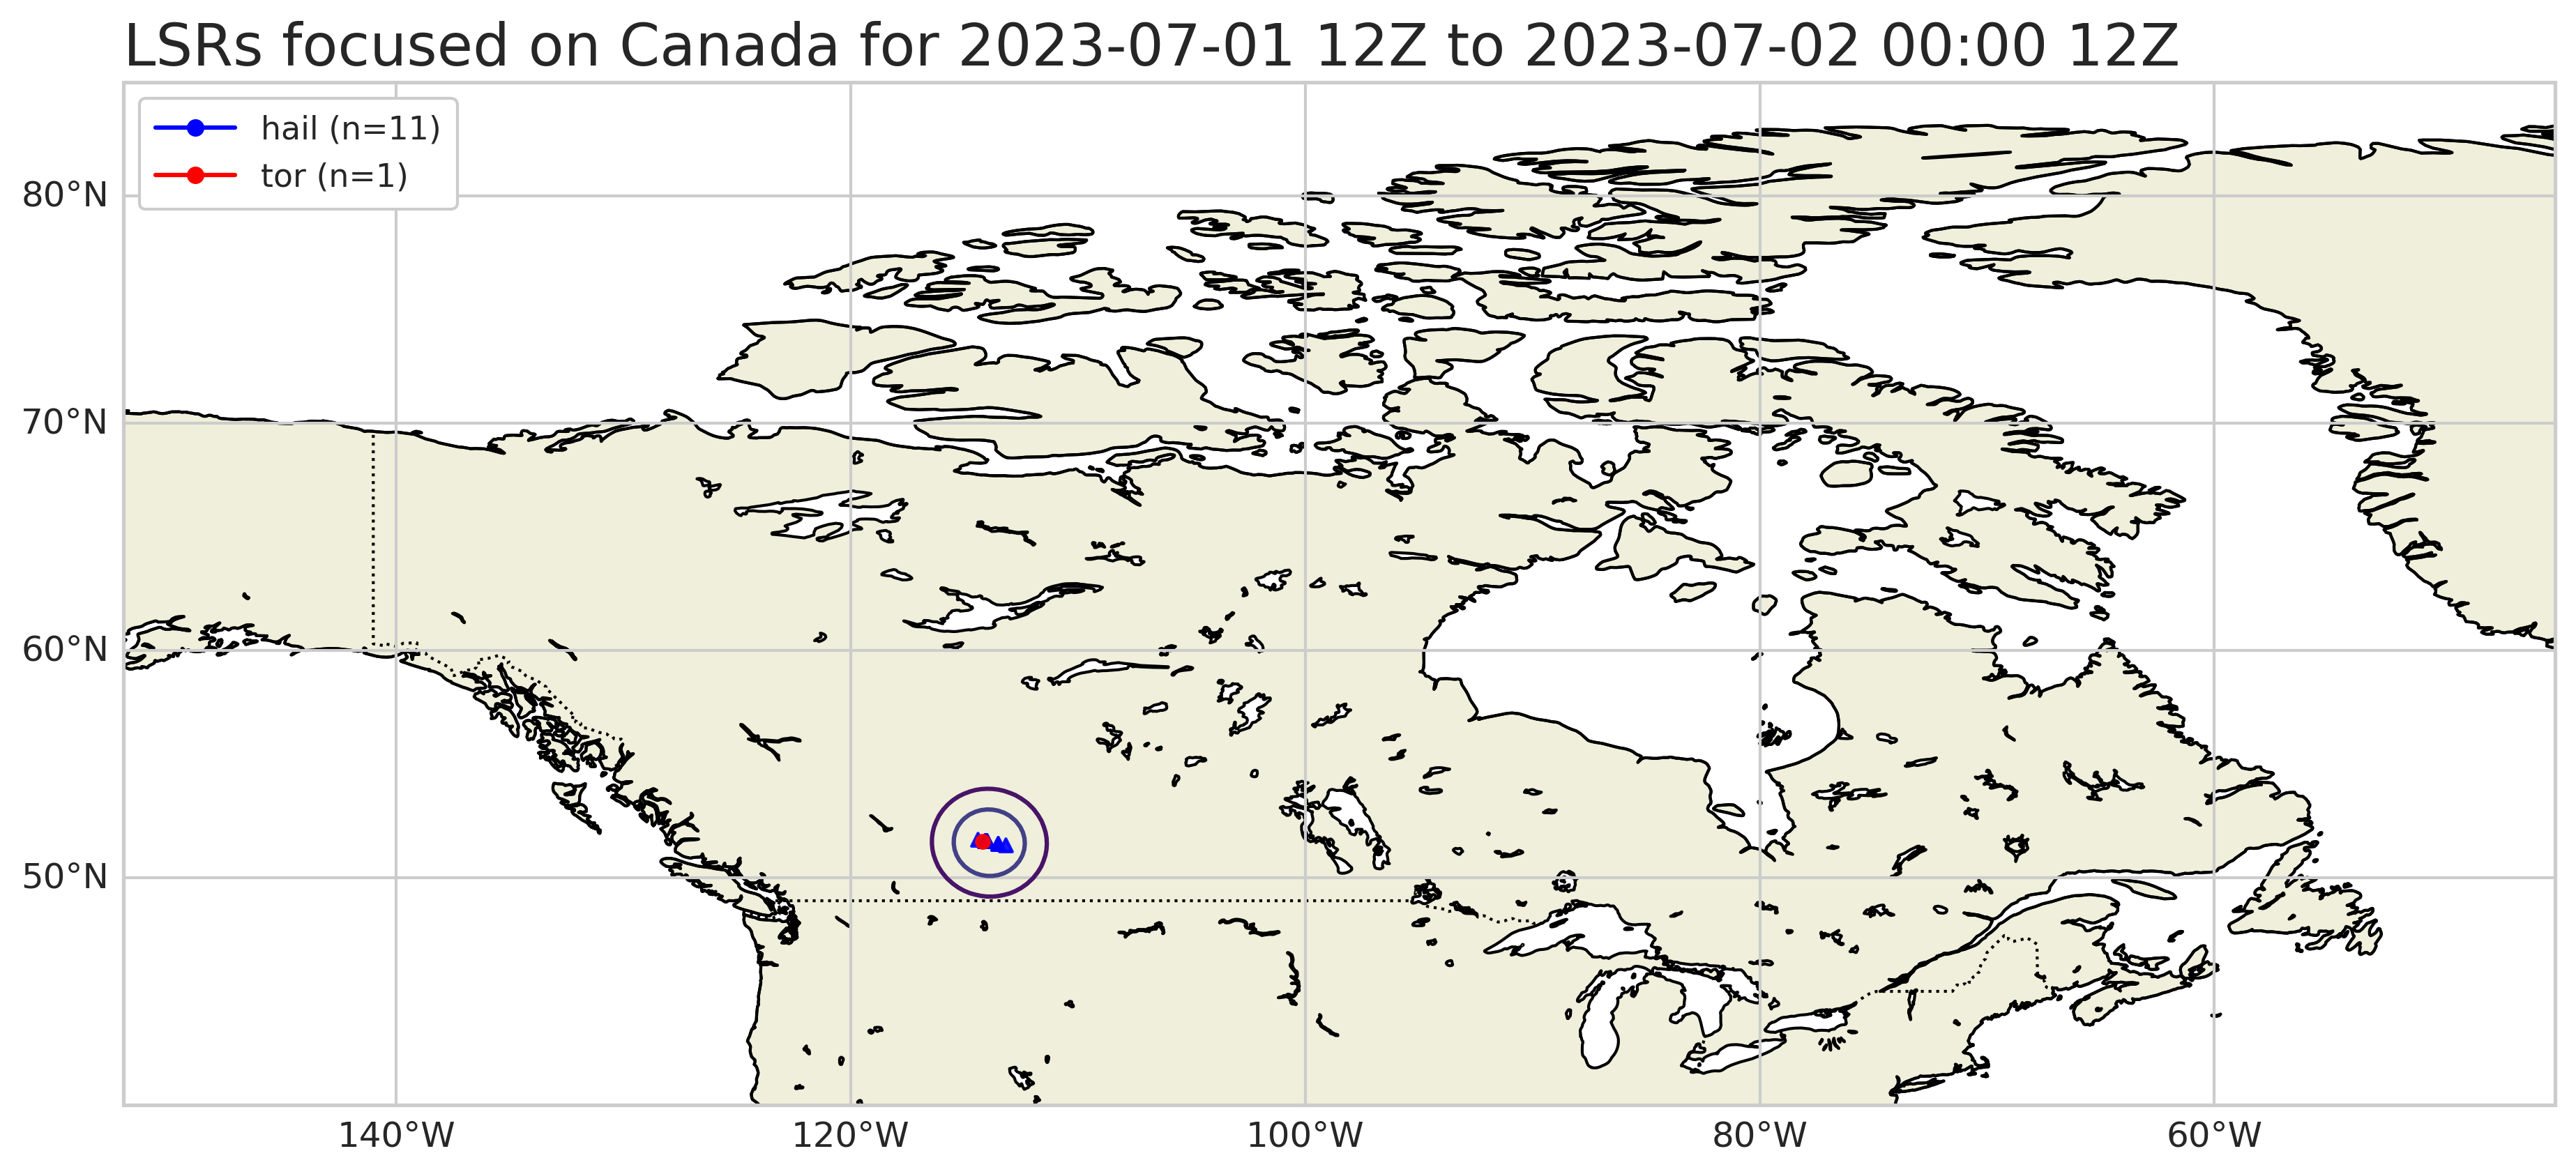 LSRs focused on Canada for 2023-07-01 12Z to 2023-07-02 00:00 12Z
hail (n=11)
tor (n=1)
80°N
70°N
60°N
50°N
140°W
120°W
100°W
80°W
60°W